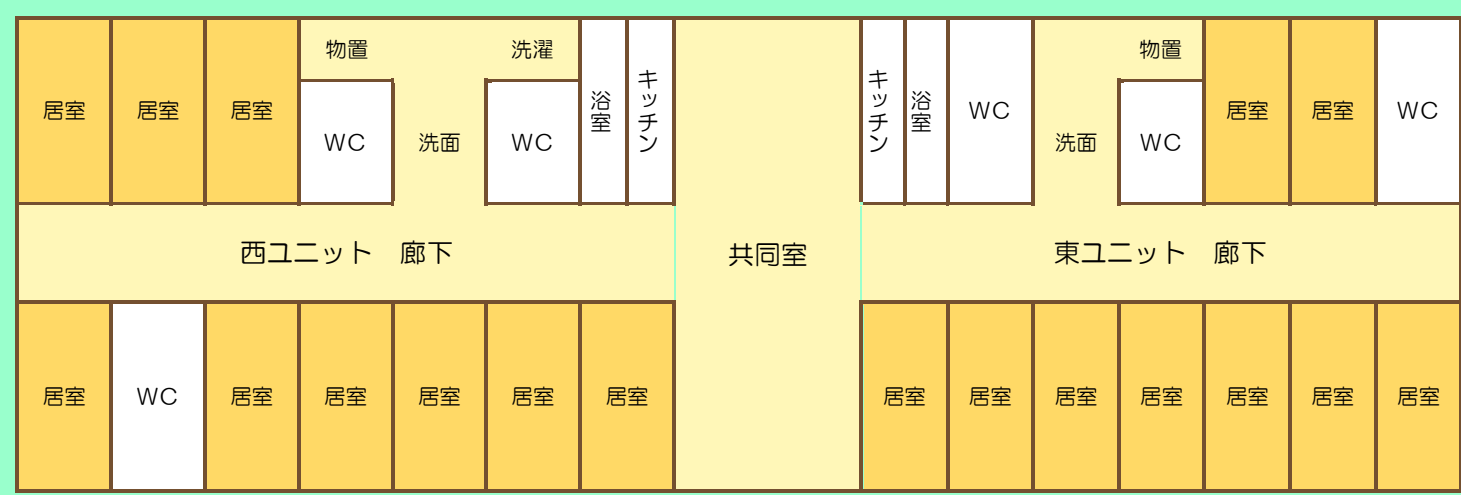 物置 洗濯 物置
居室 居室 居室 浴室 キッチン キッチン 浴室 WC 居室 居室 WC
WC 洗面 WC 洗面 WC
西ユニット 廊下 共同室 東ユニット 廊下
居室 WC 居室 居室 居室 居室 居室 居室 居室 居室 居室 居室 居室 居室